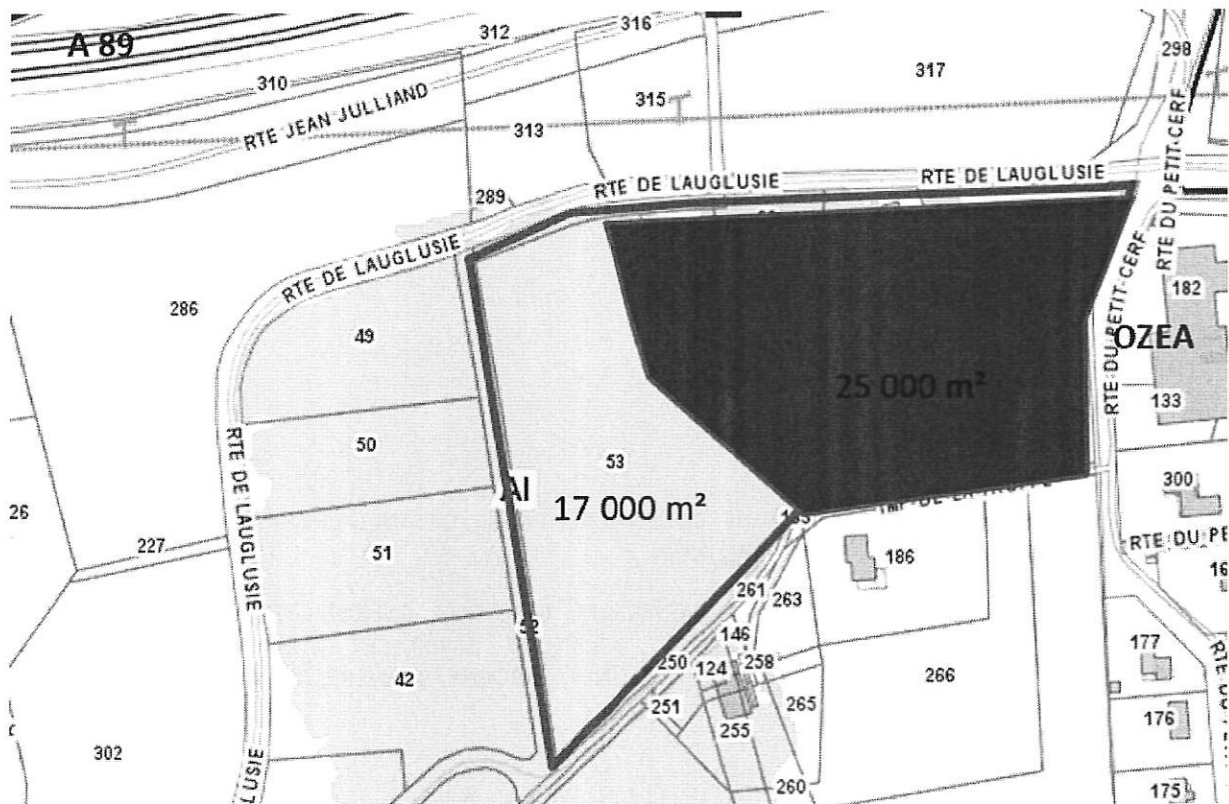 A 89
312
316
298
310
317
315
RTE JEAN JULLIAND
313
289
RTE DE LAUGLUSIE
RTE DE LAUGLUSIE
RTE DE LAUGLUSIE
RTE DU PETIT-CERF
286
182
49
RTE DU PETIT-CERF
OZEA
25 000 m²
133
50
53
RTE DE LAUGLUSIE
AI
17 000 m²
300
26
227
51
RTE DU PE
186
261
263
52
146
177
250
124
258
42
266
251
265
255
176
302
260
175
LUSIE